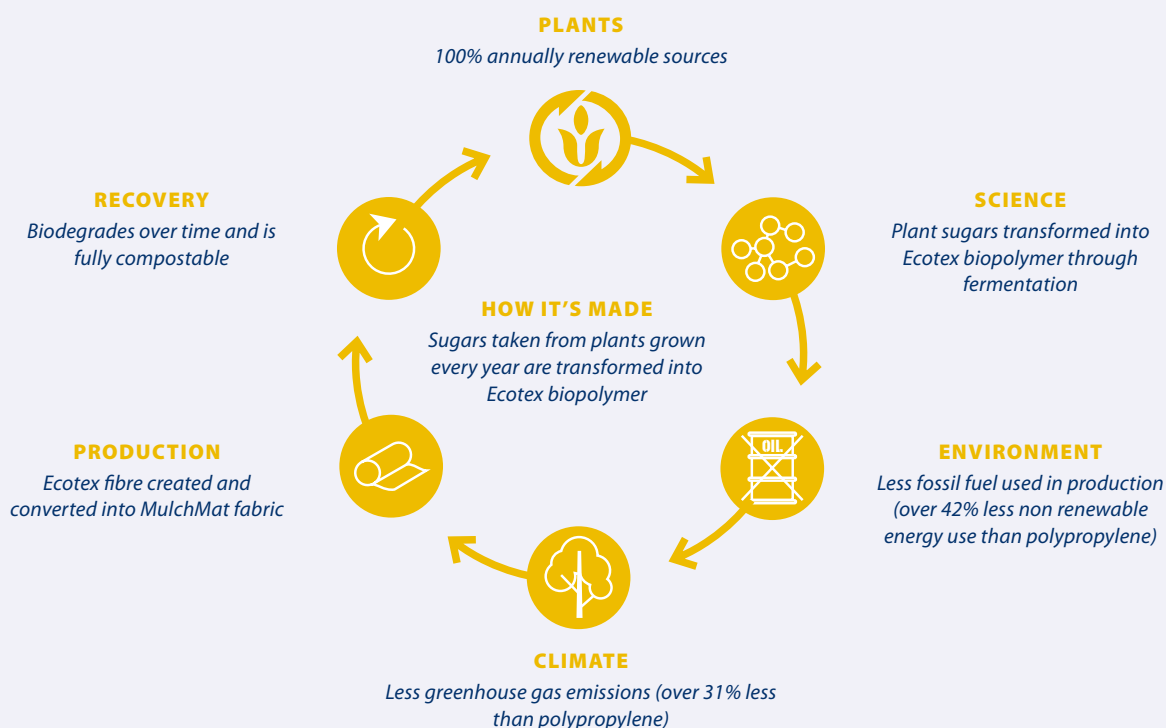 PLANTS
100% annually renewable sources
SCIENCE
Plant sugars transformed into
Ecotex biopolymer through
fermentation
OIL
ENVIRONMENT
Less fossil fuel used in production
(over 42% less non renewable
energy use than polypropylene)
CLIMATE
Less greenhouse gas emissions (over 31% less
than polypropylene)
PRODUCTION
Ecotex fibre created and
converted into MulchMat fabric
RECOVERY
Biodegrades over time and is
fully compostable
HOW IT'S MADE
Sugars taken from plants grown
every year are transformed into
Ecotex biopolymer